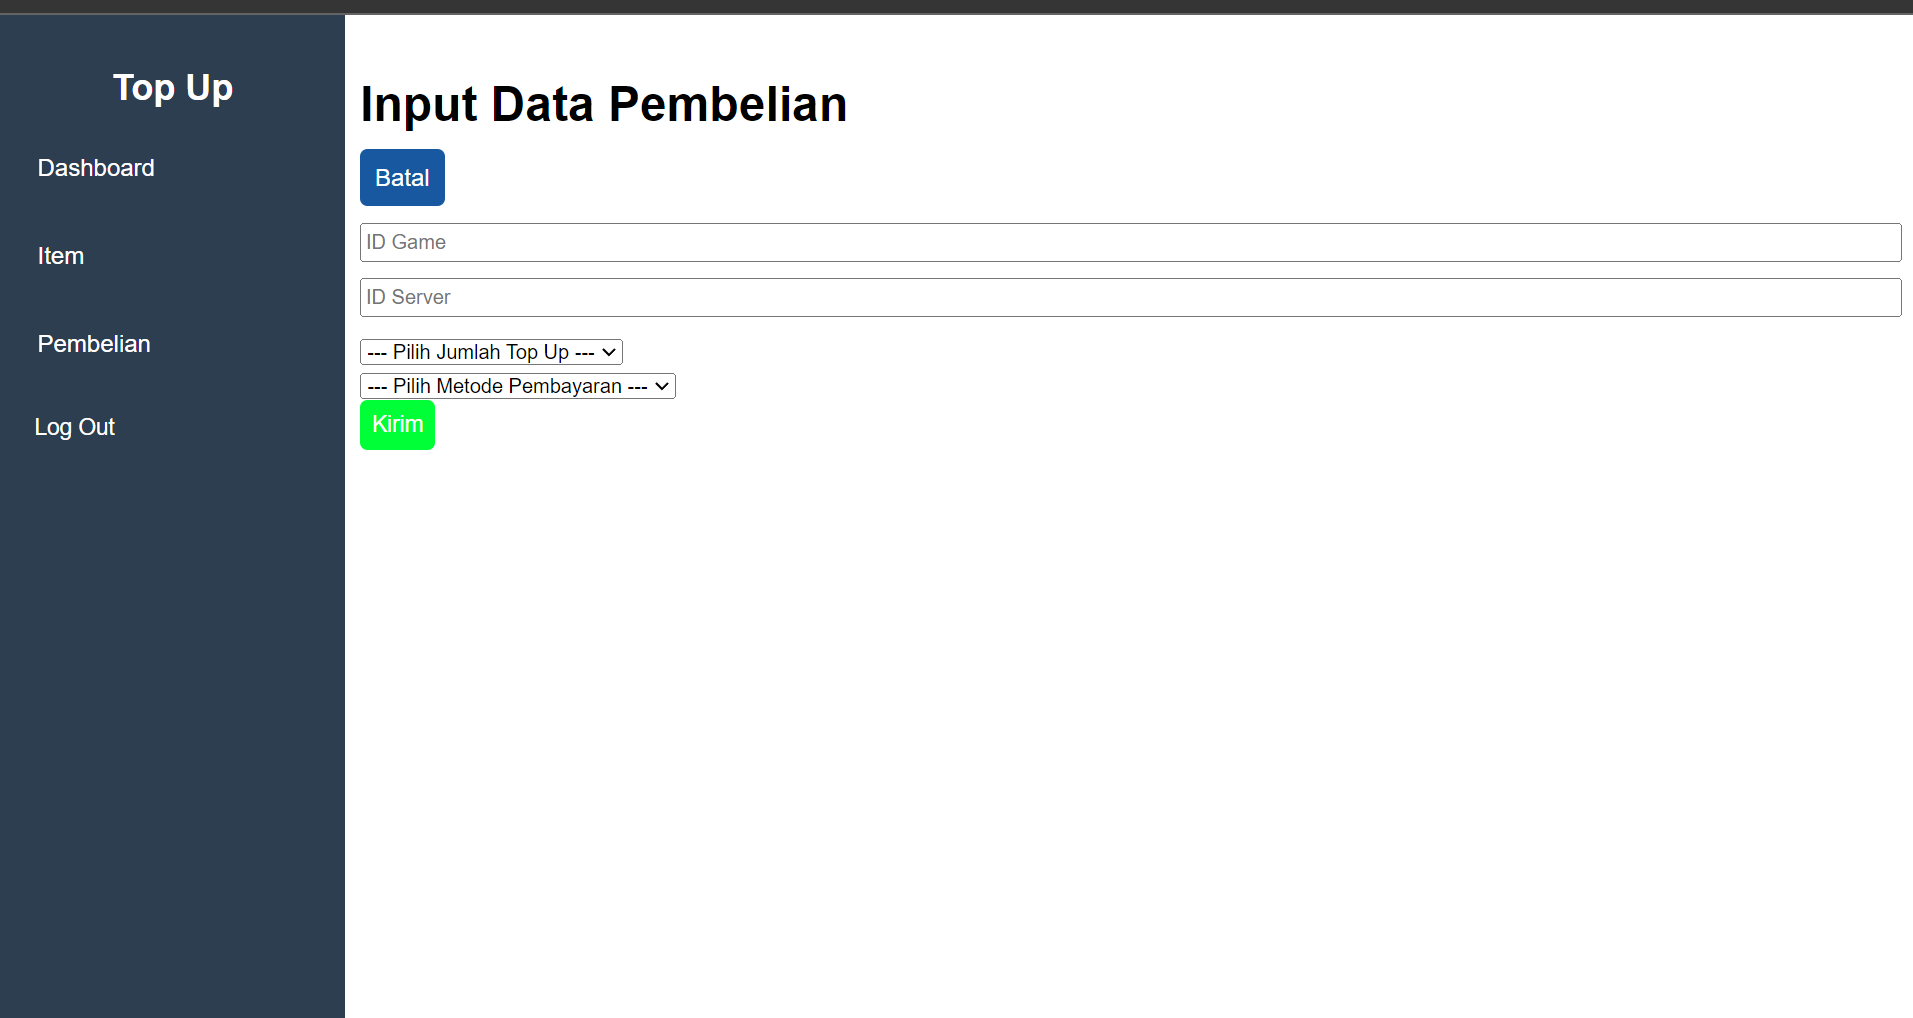 Top Up
Dashboard
Item
Pembelian
Log Out
Input Data Pembelian
Batal
ID Game
ID Server
--- Pilih Jumlah Top Up ---
--- Pilih Metode Pembayaran ---
Kirim